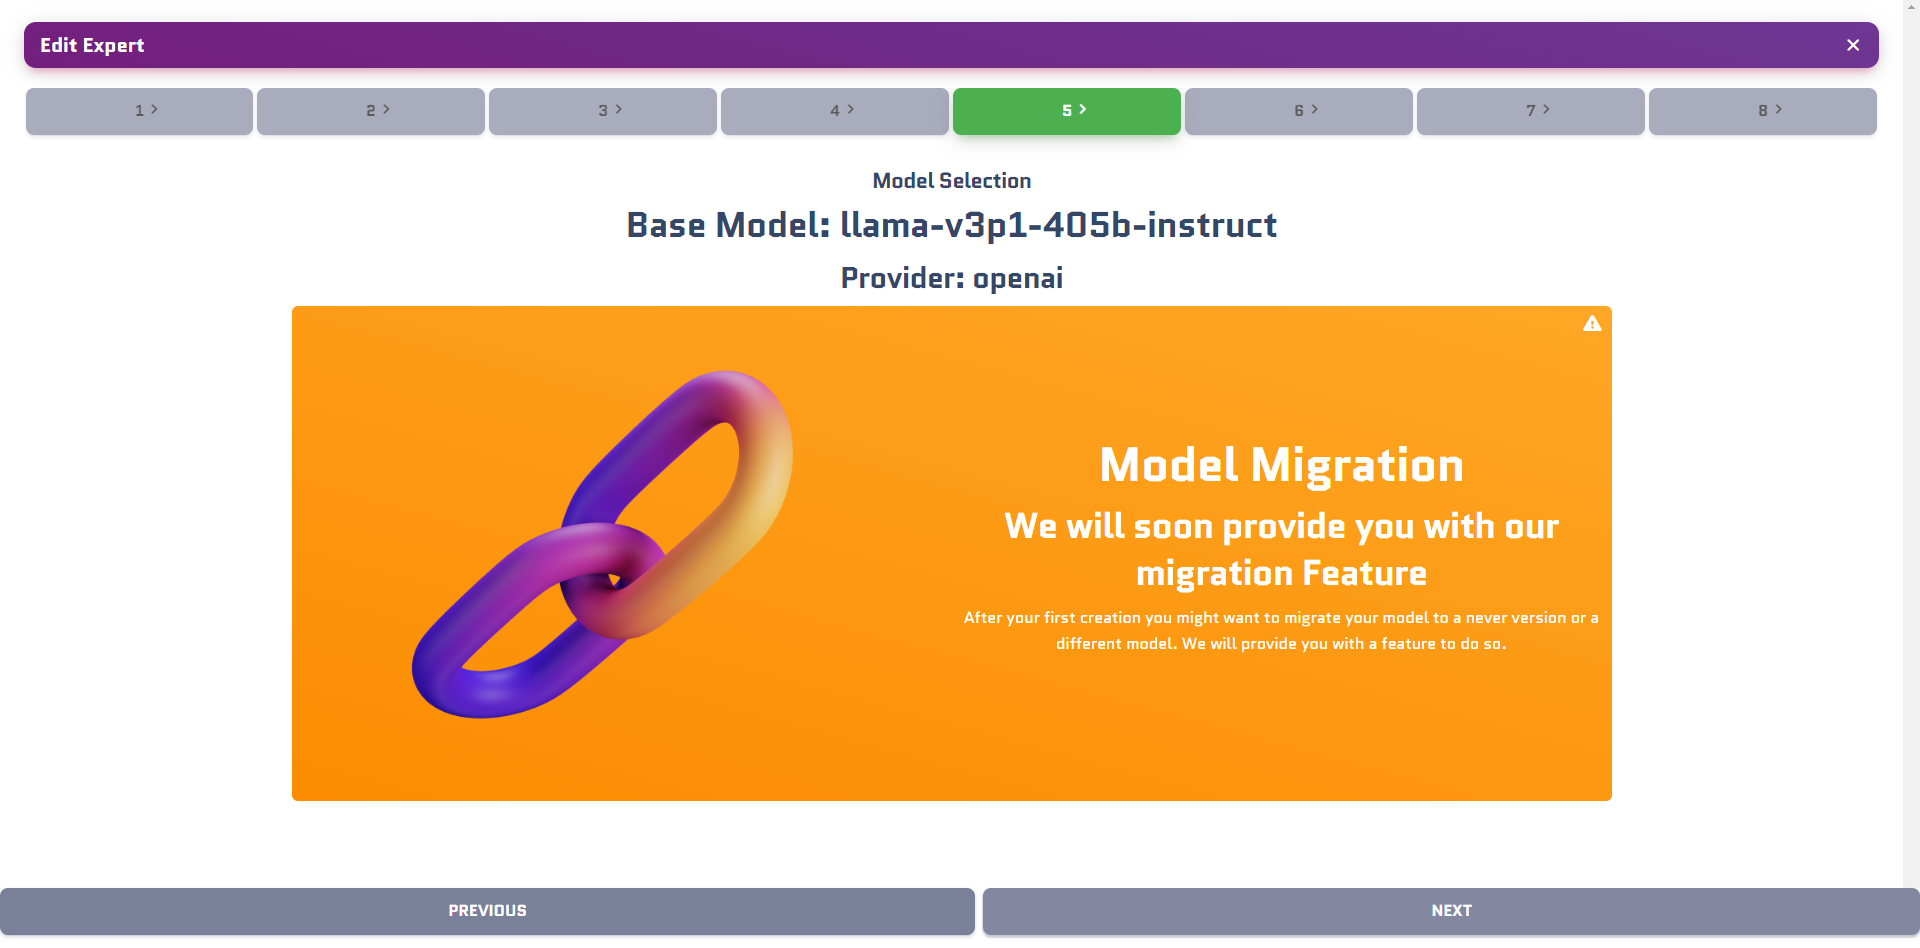 Edit Expert
1
2
3
4
5
6
7
8
Model Selection
Base Model: llama-v3p1-405b-instruct
Provider: openai
Model Migration
We will soon provide you with our
migration Feature
After your first creation you might want to migrate your model to a never version or a
different model. We will provide you with a feature to do so.
PREVIOUS
NEXT